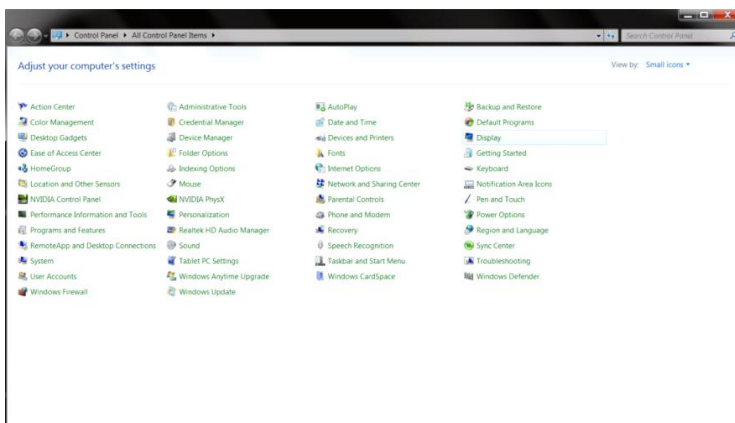 Control Panel ▸ All Control Panel Items ▸
Search Control Panel
Adjust your computer's settings
View by: Small icons
Action Center
Administrative Tools
AutoPlay
Backup and Restore
Color Management
Credential Manager
Date and Time
Default Programs
Desktop Gadgets
Device Manager
Devices and Printers
Display
Ease of Access Center
Folder Options
Fonts
Getting Started
HomeGroup
Indexing Options
Internet Options
Keyboard
Location and Other Sensors
Mouse
Network and Sharing Center
Notification Area Icons
NVIDIA Control Panel
NVIDIA PhysX
Parental Controls
Pen and Touch
Performance Information and Tools
Personalization
Phone and Modem
Power Options
Programs and Features
Realtek HD Audio Manager
Recovery
Region and Language
RemoteApp and Desktop Connections
Sound
Speech Recognition
Sync Center
System
Tablet PC Settings
Taskbar and Start Menu
Troubleshooting
User Accounts
Windows Anytime Upgrade
Windows CardSpace
Windows Defender
Windows Firewall
Windows Update